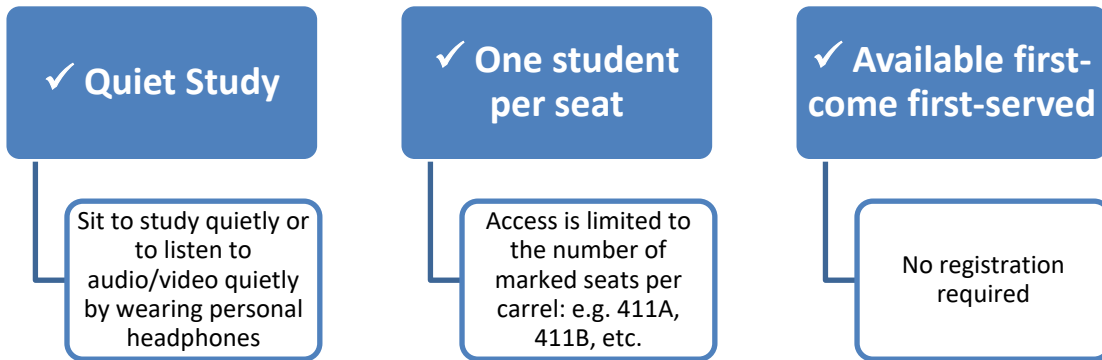 ✓ Quiet Study
Sit to study quietly or
to listen to
audio/video quietly
by wearing personal
headphones
✓ One student
per seat
Access is limited to
the number of
marked seats per
carrel: e.g. 411A,
411B, etc.
✓ Available first-
come first-served
No registration
required